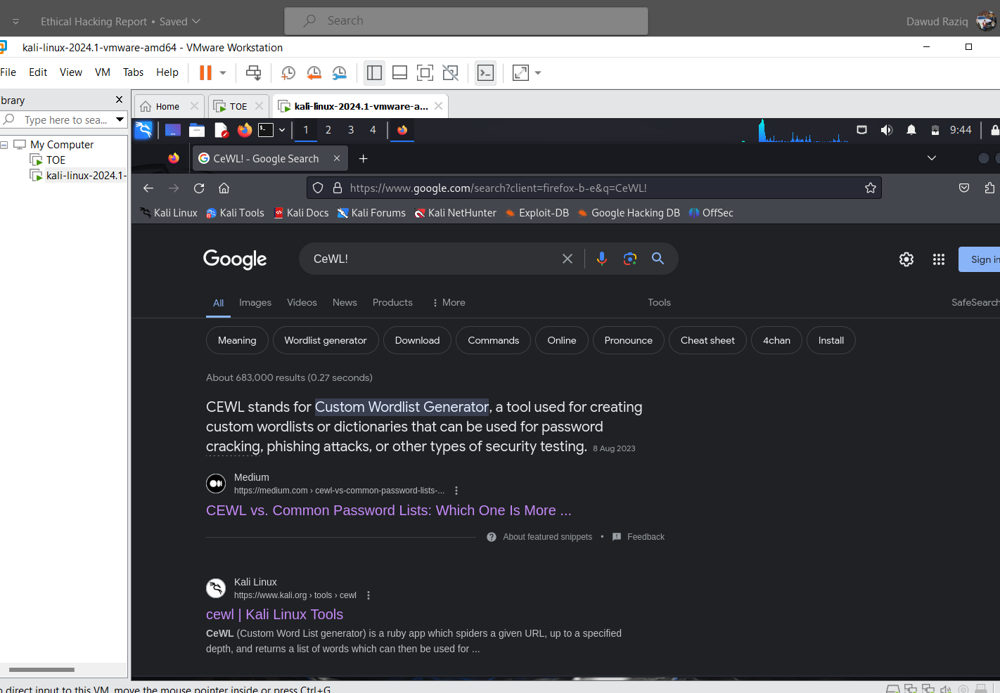 Ethical Hacking Report • Saved
Search
Dawud Raziq
kali-linux-2024.1-vmware-amd64 - VMware Workstation
File Edit View VM Tabs Help
brary
Type here to sea...
My Computer
TOE
kali-linux-2024.1-
Home
TOE
kali-linux-2024.1-vmware-a...
1 2 3 4
9:44
CeWL! - Google Search
https://www.google.com/search?client=firefox-b-e&q=CeWL!
Kali Linux Kali Tools Kali Docs Kali Forums Kali NetHunter Exploit-DB Google Hacking DB OffSec
Google
CeWL!
Sign in
All Images Videos News Products More Tools SafeSearch
Meaning Wordlist generator Download Commands Online Pronounce Cheat sheet 4chan Install
About 683,000 results (0.27 seconds)
CEWL stands for Custom Wordlist Generator, a tool used for creating
custom wordlists or dictionaries that can be used for password
cracking, phishing attacks, or other types of security testing. 8 Aug 2023
Medium
https://medium.com › cewl-vs-common-password-lists-...
CEWL vs. Common Password Lists: Which One Is More ...
About featured snippets • Feedback
Kali Linux
https://www.kali.org › tools › cewl
cewl | Kali Linux Tools
CeWL (Custom Word List generator) is a ruby app which spiders a given URL, up to a specified
depth, and returns a list of words which can then be used for ...
o direct input to this VM, move the mouse pointer inside or press Ctrl+G.